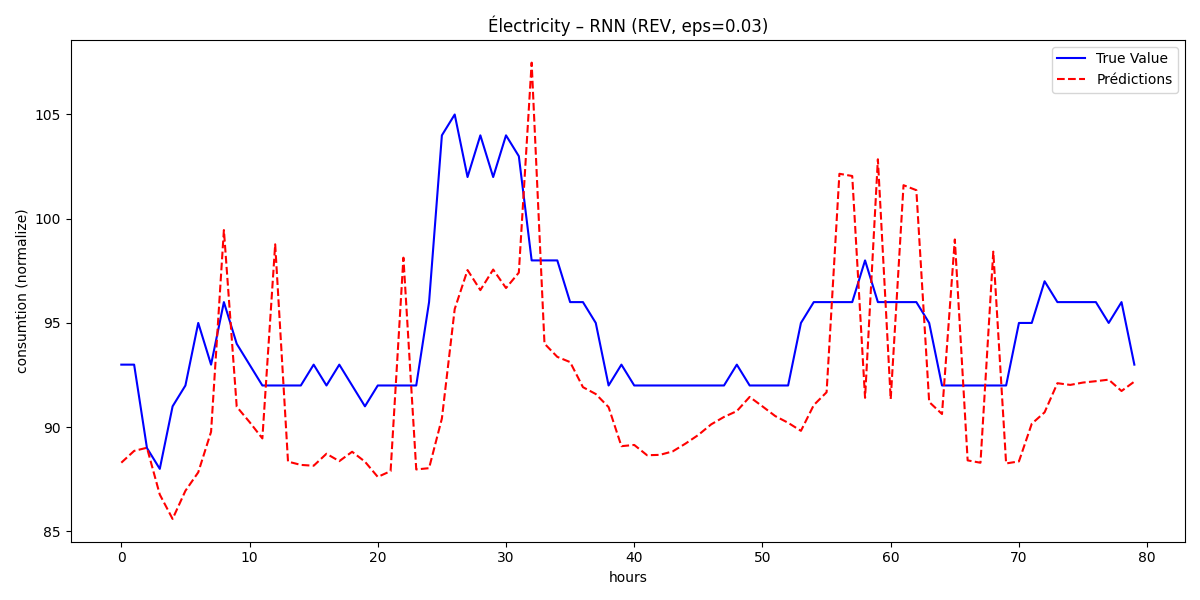 Électricity – RNN (REV, eps=0.03)
True Value
Prédictions
consumtion (normalize)
105
100
95
90
85
0 10 20 30 40 50 60 70 80
hours